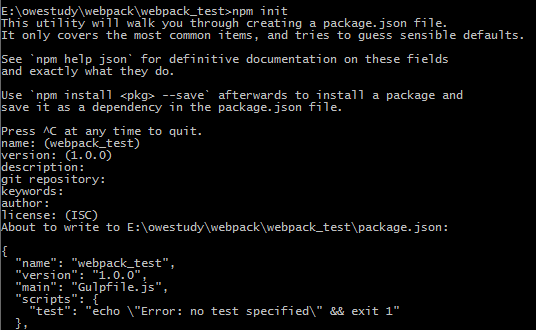 E:\owestudy\webpack\webpack_test>npm init
This utility will walk you through creating a package.json file.
It only covers the most common items, and tries to guess sensible defaults.
See `npm help json` for definitive documentation on these fields
and exactly what they do.
Use `npm install <pkg> --save` afterwards to install a package and
save it as a dependency in the package.json file.
Press ^C at any time to quit.
name: (webpack_test)
version: (1.0.0)
description:
git repository:
keywords:
author:
license: (ISC)
About to write to E:\owestudy\webpack\webpack_test\package.json:
{
  "name": "webpack_test",
  "version": "1.0.0",
  "main": "Gulpfile.js",
  "scripts": {
    "test": "echo \"Error: no test specified\" && exit 1"
  },